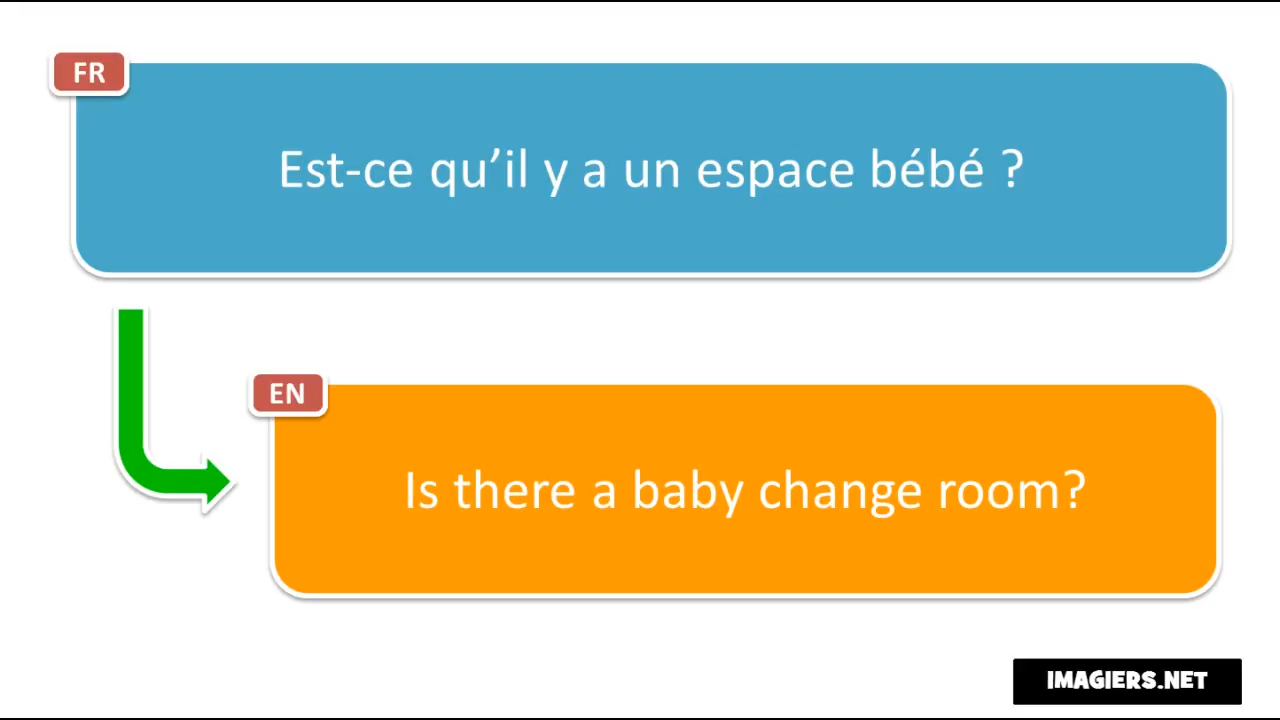 FR
Est-ce qu’il y a un espace bébé ?
EN
Is there a baby change room?
IMAGIERS.NET